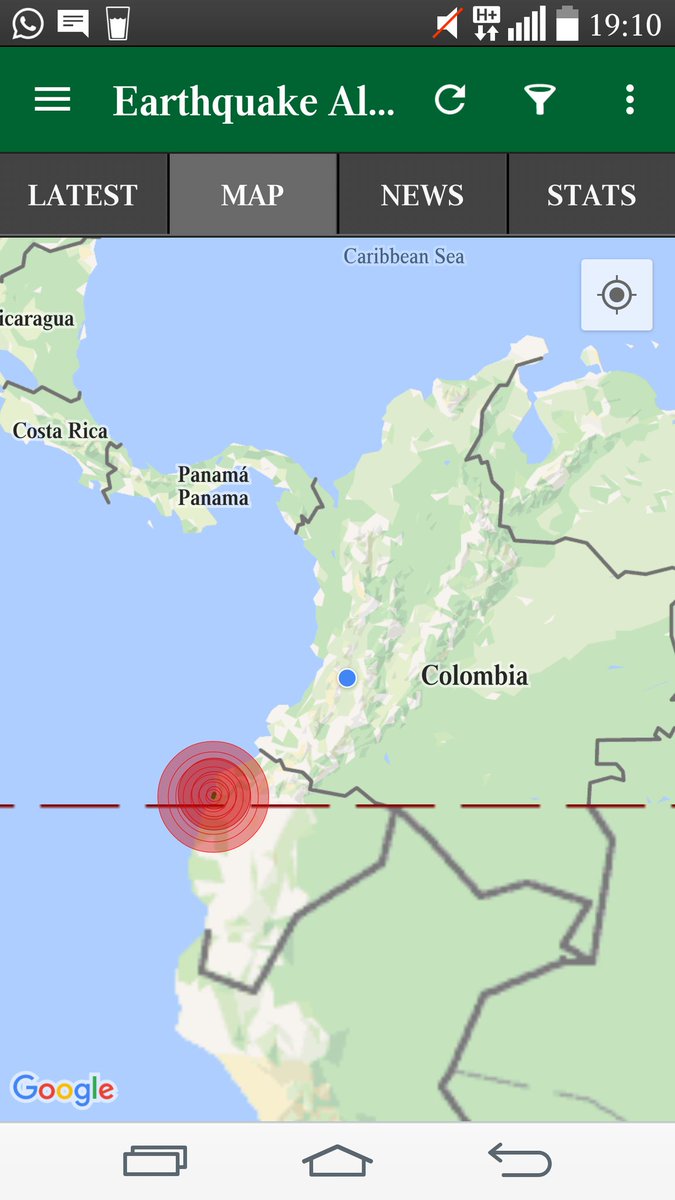 H+
19:10
Earthquake Al...
LATEST
MAP
NEWS
STATS
Caribbean Sea
icaragua
Costa Rica
Panamá
Panama
Colombia
Google